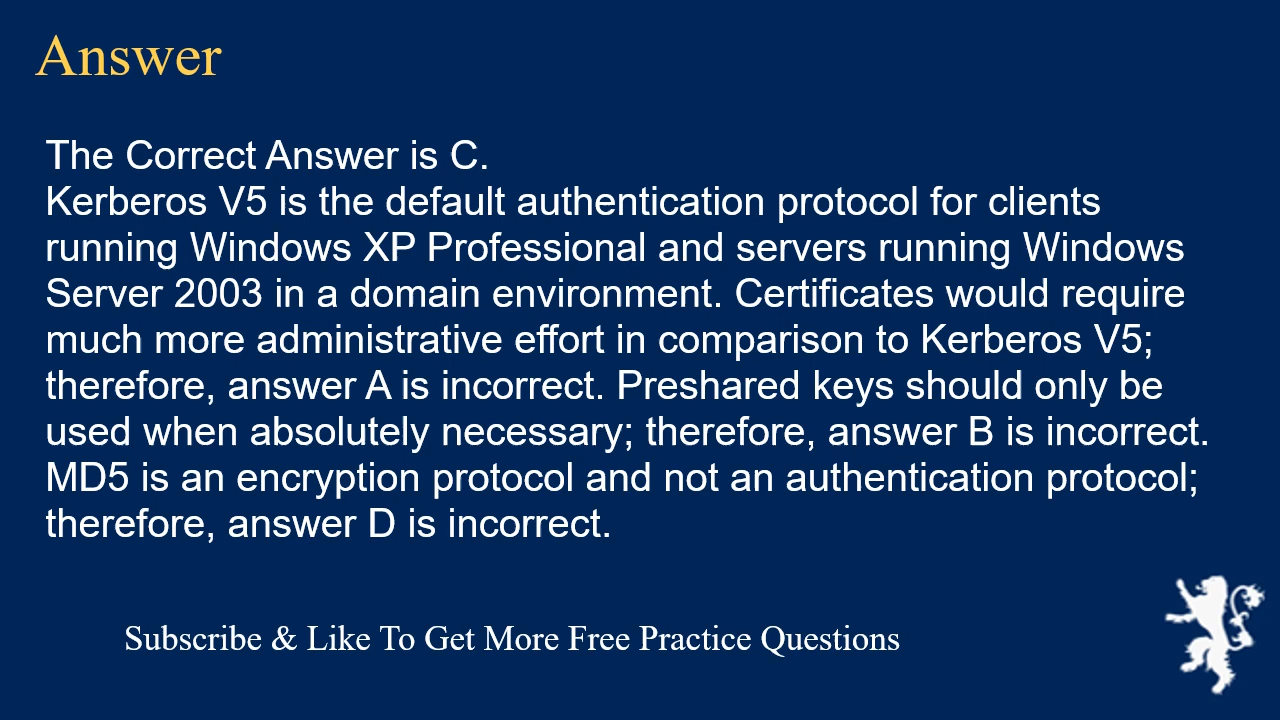 Answer
The Correct Answer is C.
Kerberos V5 is the default authentication protocol for clients
running Windows XP Professional and servers running Windows
Server 2003 in a domain environment. Certificates would require
much more administrative effort in comparison to Kerberos V5;
therefore, answer A is incorrect. Preshared keys should only be
used when absolutely necessary; therefore, answer B is incorrect.
MD5 is an encryption protocol and not an authentication protocol;
therefore, answer D is incorrect.
Subscribe & Like To Get More Free Practice Questions